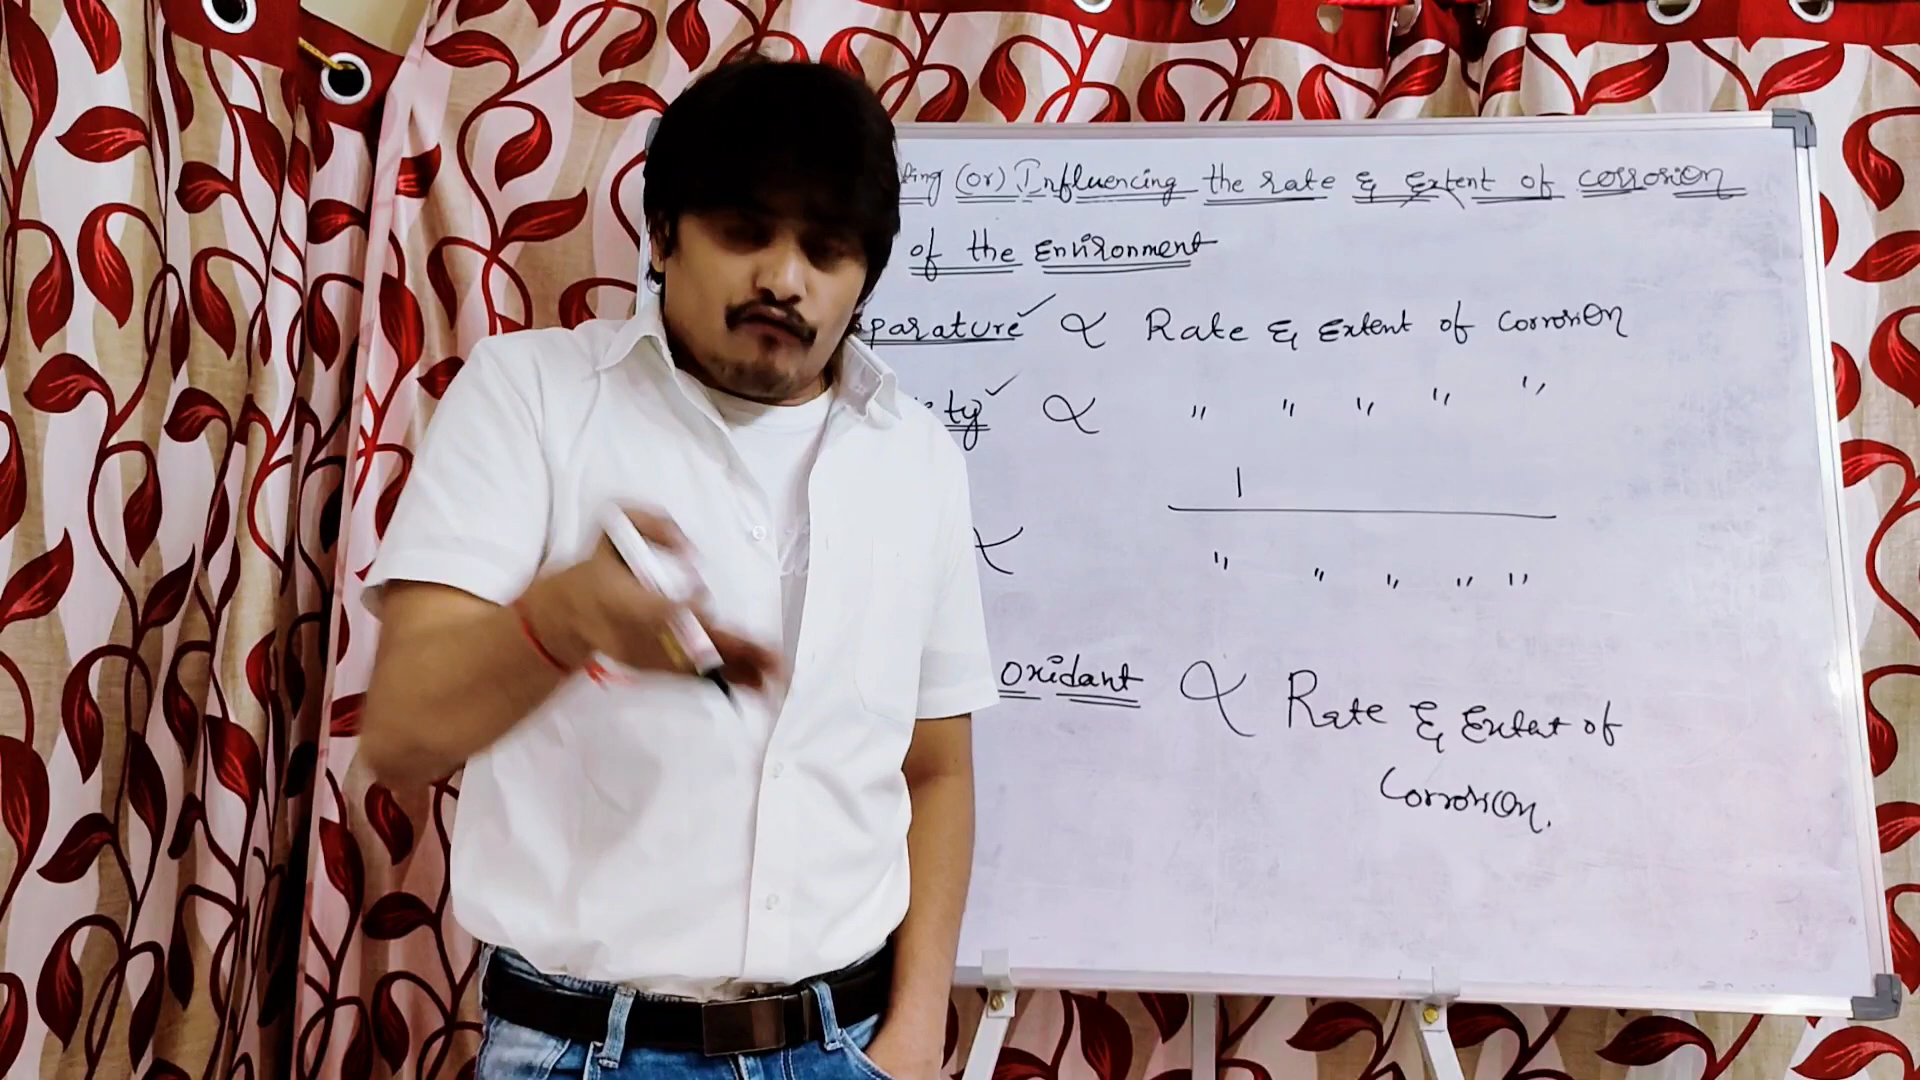 (or) Influencing the rate & Extent of corrosion
of the Environment
parature ✓ ∝ Rate & Extent of corrosion
ty ✓ ∝ " " " " "
1
∝ " " " " "
oxidant ∝ Rate & Extent of
Corrosion.